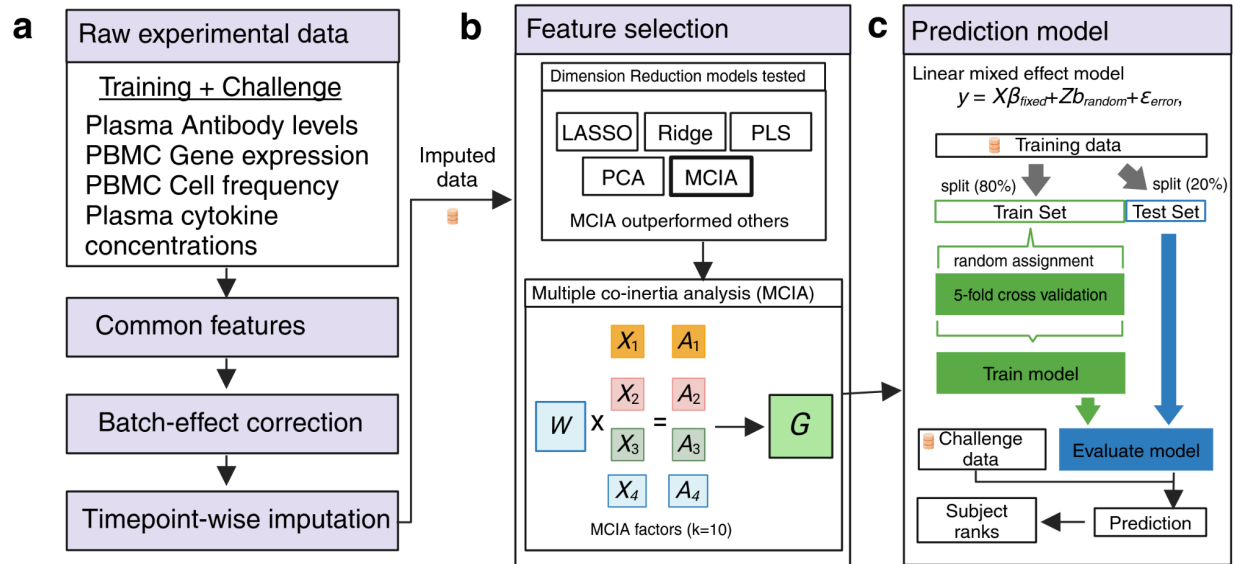 a
Raw experimental data
Training + Challenge
Plasma Antibody levels
PBMC Gene expression
PBMC Cell frequency
Plasma cytokine
concentrations
Common features
Batch-effect correction
Timepoint-wise imputation
Imputed
data
b
Feature selection
Dimension Reduction models tested
LASSO Ridge PLS
PCA MCIA
MCIA outperformed others
Multiple co-inertia analysis (MCIA)
X1 A1
X2 A2
W x = G
X3 A3
X4 A4
MCIA factors (k=10)
c
Prediction model
Linear mixed effect model
y = Xβfixed+Zbrandom+εerror,
Training data
split (80%) split (20%)
Train Set Test Set
random assignment
5-fold cross validation
Train model
Challenge
data
Evaluate model
Subject
ranks
Prediction